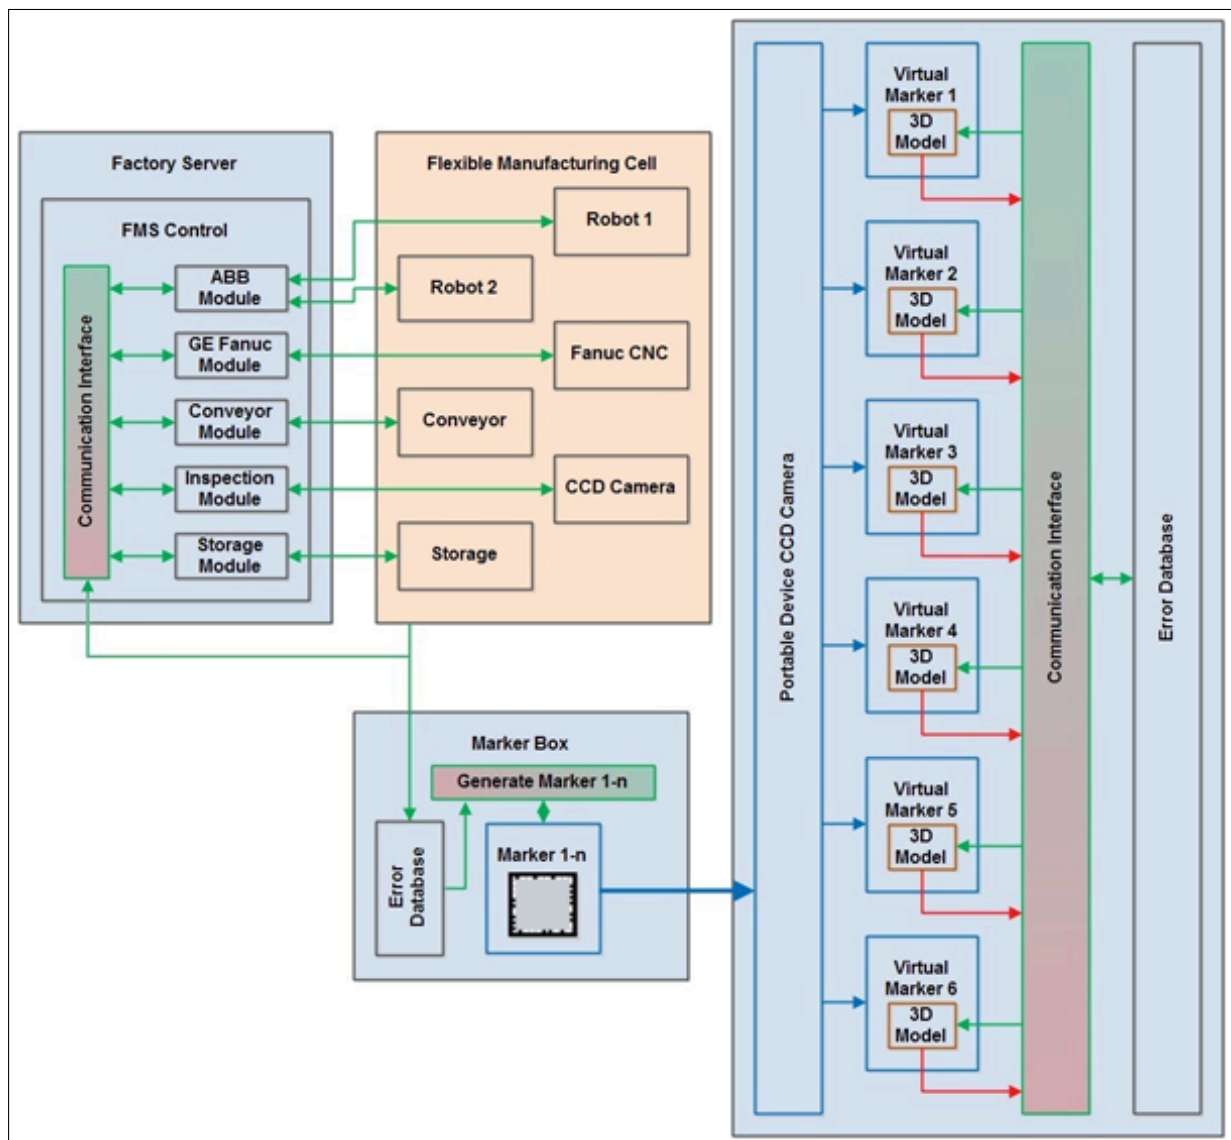 Factory Server
FMS Control
Communication Interface
ABB
Module
GE Fanuc
Module
Conveyor
Module
Inspection
Module
Storage
Module
Flexible Manufacturing Cell
Robot 1
Robot 2
Fanuc CNC
Conveyor
CCD Camera
Storage
Marker Box
Generate Marker 1-n
Error
Database
Marker 1-n
Portable Device CCD Camera
Virtual
Marker 1
3D
Model
Virtual
Marker 2
3D
Model
Virtual
Marker 3
3D
Model
Virtual
Marker 4
3D
Model
Virtual
Marker 5
3D
Model
Virtual
Marker 6
3D
Model
Communication Interface
Error Database